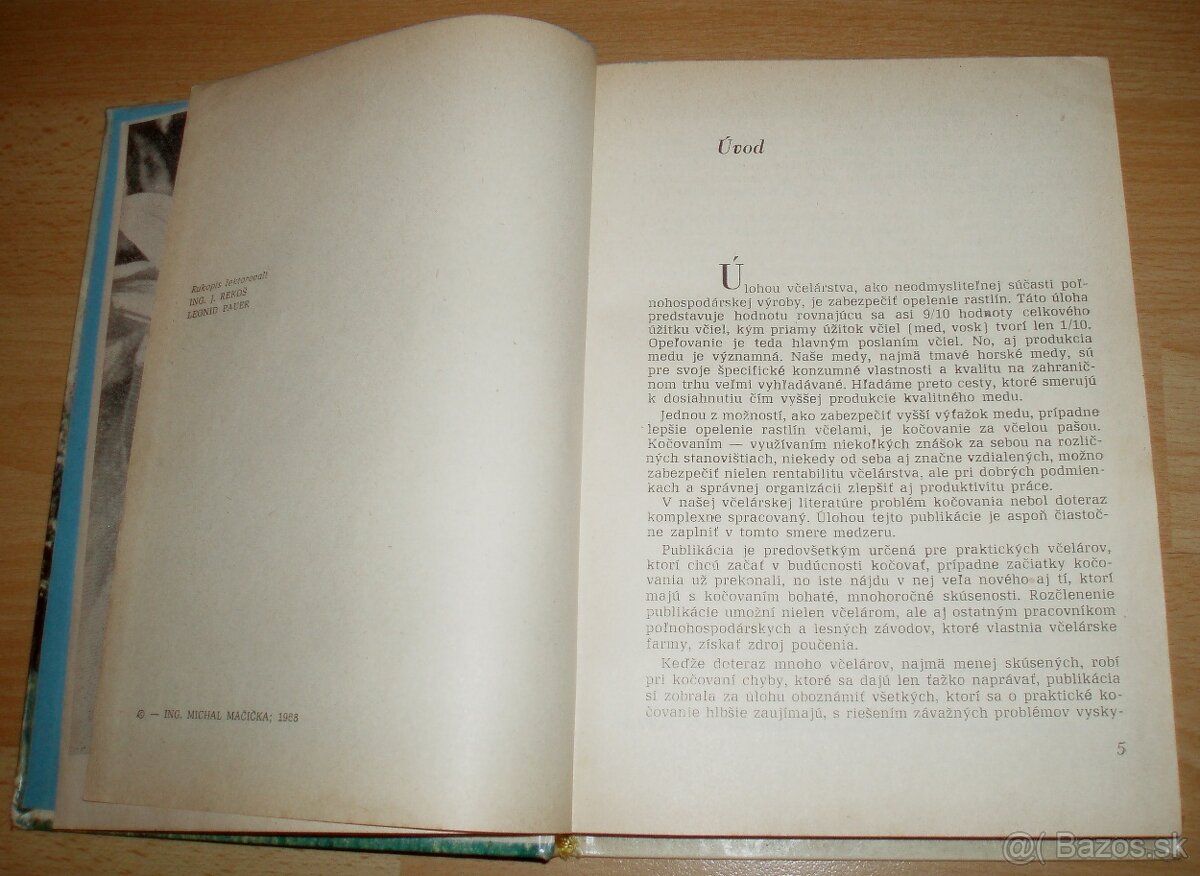 Rukopis lektorovali
ING. J. REKOŠ
LEONID PAUER
© — ING. MICHAL MAČIČKA; 1968
Úvod
Úlohou včelárstva, ako neodmysliteľnej súčasti poľ-
nohospodárskej výroby, je zabezpečiť opelenie rastlín. Táto úloha
predstavuje hodnotu rovnajúcu sa asi 9/10 hodnoty celkového
úžitku včiel, kým priamy úžitok včiel (med, vosk) tvorí len 1/10.
Opeľovanie je teda hlavným poslaním včiel. No, aj produkcia
medu je významná. Naše medy, najmä tmavé horské medy, sú
pre svoje špecifické konzumné vlastnosti a kvalitu na zahranič-
nom trhu veľmi vyhľadávané. Hľadáme preto cesty, ktoré smerujú
k dosiahnutiu čím vyššej produkcie kvalitného medu.
Jednou z možností, ako zabezpečiť vyšší výťažok medu, prípadne
lepšie opelenie rastlín včelami, je kočovanie za včelou pašou.
Kočovaním — využívaním niekoľkých znášok za sebou na rozlič-
ných stanovištiach, niekedy od seba aj značne vzdialených, možno
zabezpečiť nielen rentabilitu včelárstva, ale pri dobrých podmien-
kach a správnej organizácii zlepšiť aj produktivitu práce.
V našej včelárskej literatúre problém kočovania nebol doteraz
komplexne spracovaný. Úlohou tejto publikácie je aspoň čiastoč-
ne zaplniť v tomto smere medzeru.
Publikácia je predovšetkým určená pre praktických včelárov,
ktorí chcú začať v budúcnosti kočovať, prípadne začiatky kočo-
vania už prekonali, no iste nájdu v nej veľa nového aj tí, ktorí
majú s kočovaním bohaté, mnohoročné skúsenosti. Rozčlenenie
publikácie umožní nielen včelárom, ale aj ostatným pracovníkom
poľnohospodárskych a lesných závodov, ktoré vlastnia včelárske
farmy, získať zdroj poučenia.
Keďže doteraz mnoho včelárov, najmä menej skúsených, robí
pri kočovaní chyby, ktoré sa dajú len ťažko naprávať, publikácia
si zobrala za úlohu oboznámiť všetkých, ktorí sa o praktické ko-
čovanie hlbšie zaujímajú, s riešením závažných problémov vysky-
5
@( Bazos.sk